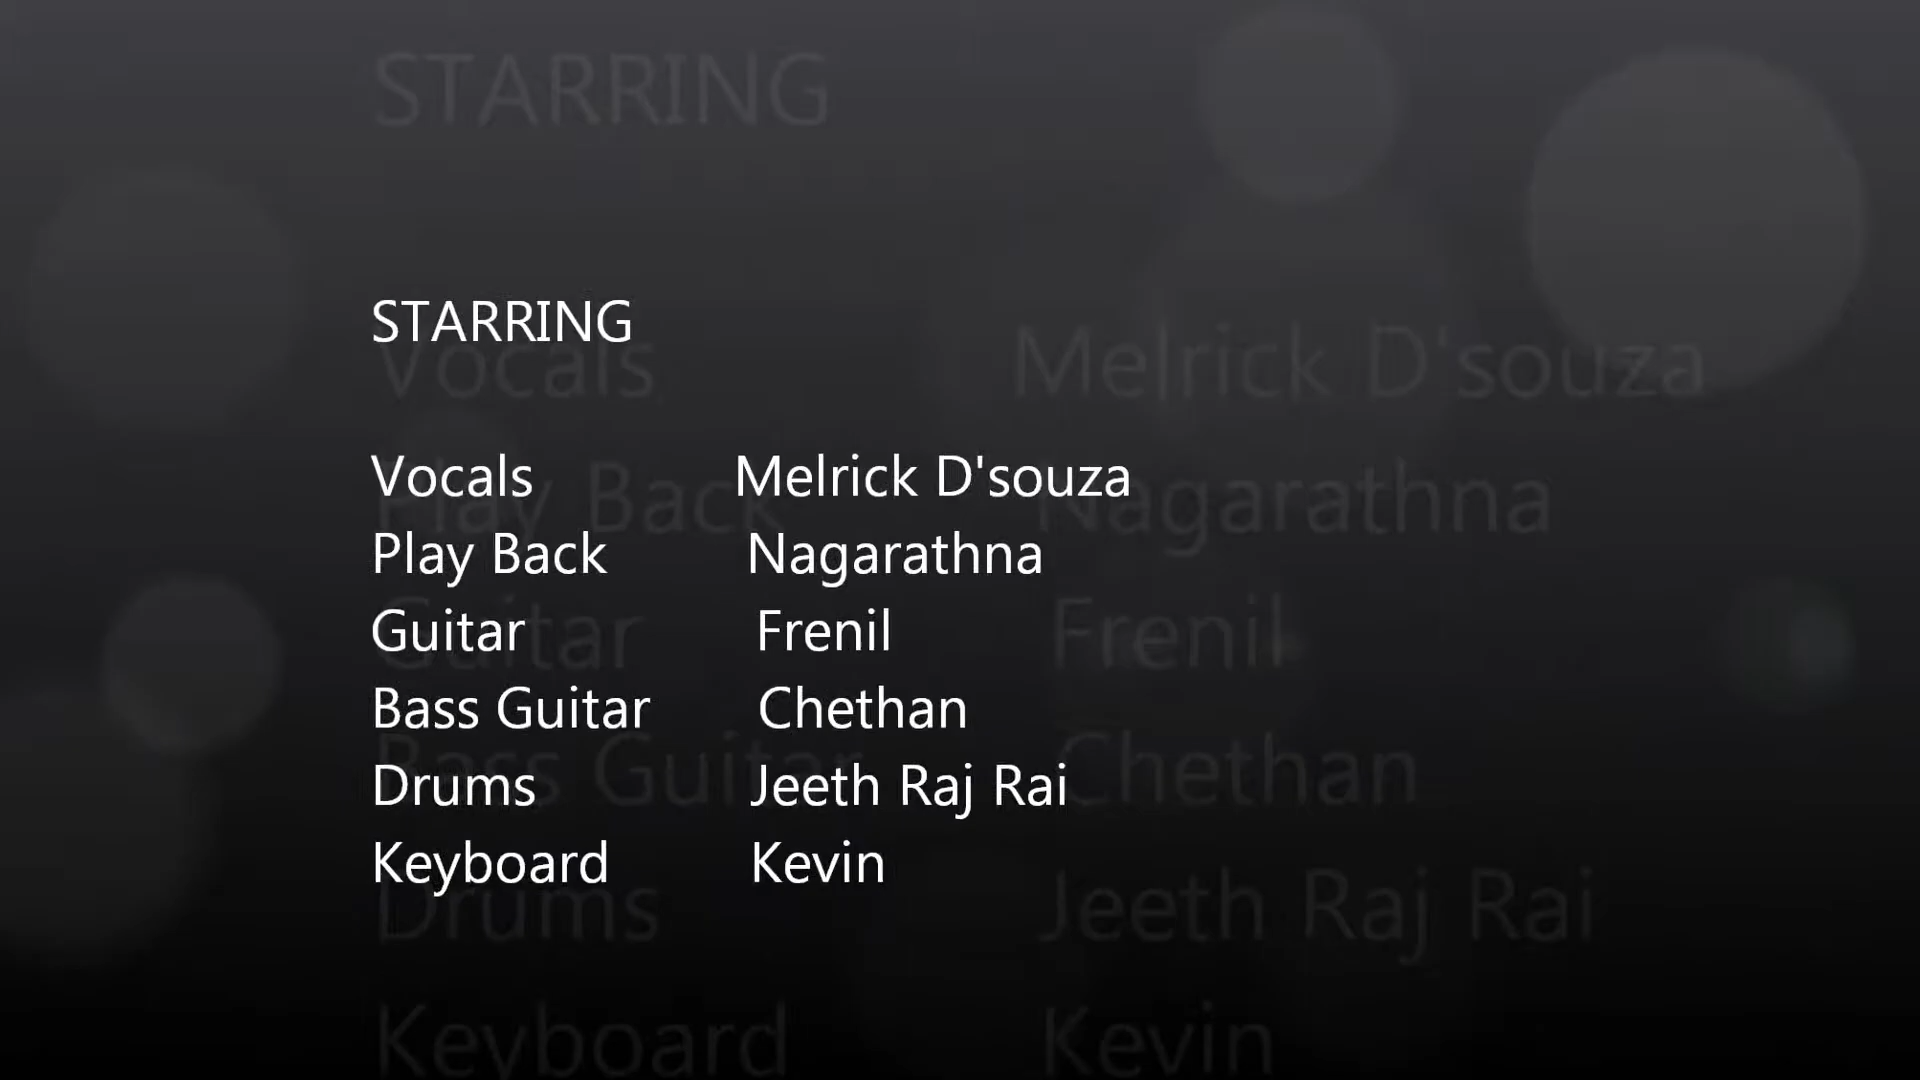 STARRING
Vocals Melrick D'souza
Play Back Nagarathna
Guitar Frenil
Bass Guitar Chethan
Drums Jeeth Raj Rai
Keyboard Kevin